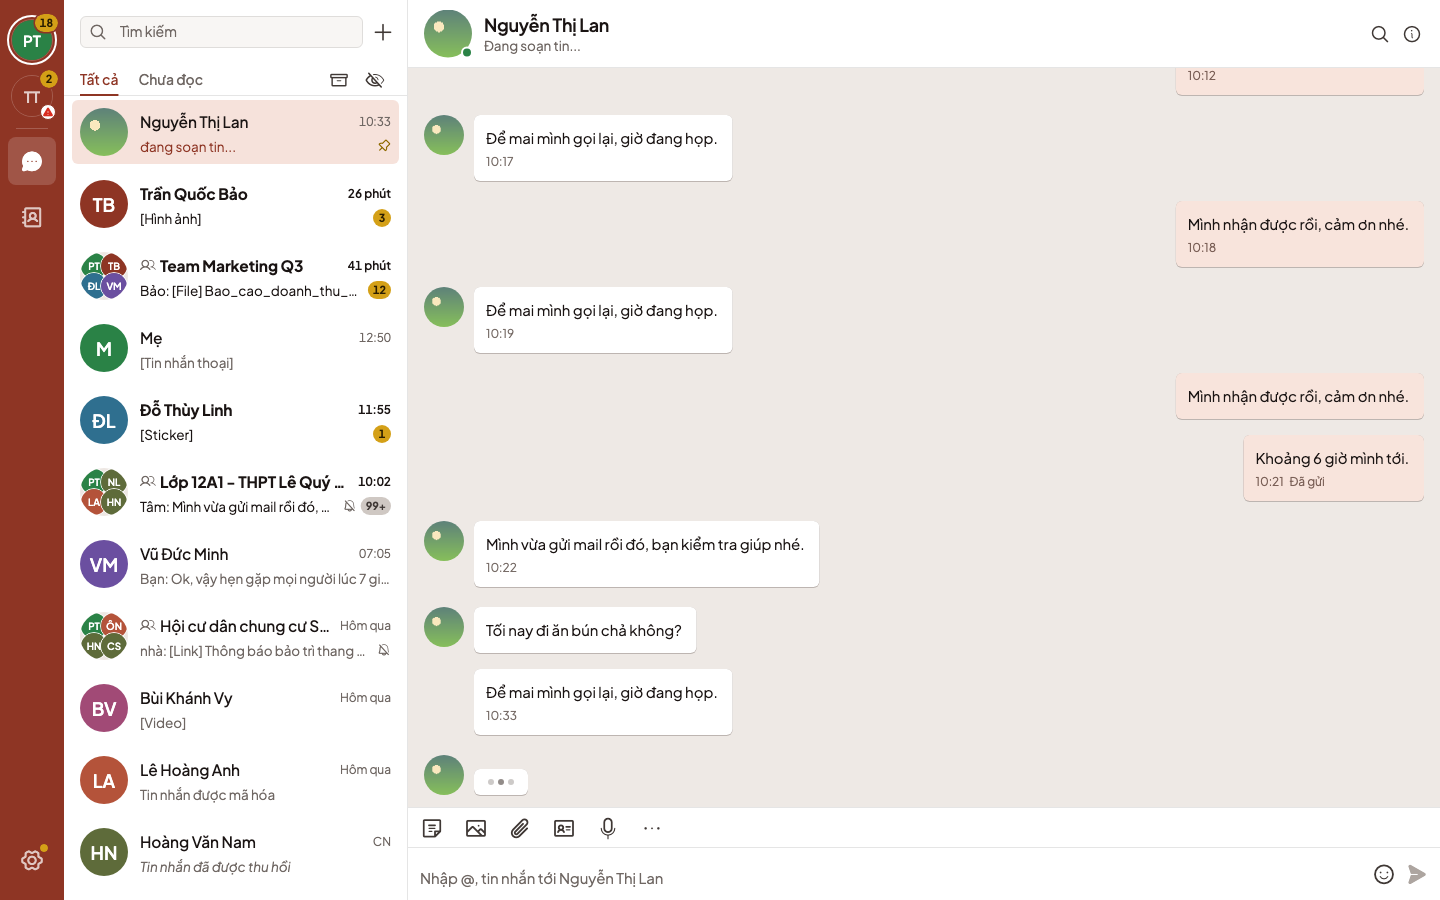 PT
18
TT
2
Tìm kiếm
Tất cả
Chưa đọc
Nguyễn Thị Lan
10:33
đang soạn tin...
TB
Trần Quốc Bảo
26 phút
[Hình ảnh]
3
PT
TB
ĐL
VM
Team Marketing Q3
41 phút
Bảo: [File] Bao_cao_doanh_thu_...
12
M
Mẹ
12:50
[Tin nhắn thoại]
ĐL
Đỗ Thùy Linh
11:55
[Sticker]
1
PT
NL
LA
HN
Lớp 12A1 - THPT Lê Quý ...
10:02
Tâm: Mình vừa gửi mail rồi đó, ...
99+
VM
Vũ Đức Minh
07:05
Bạn: Ok, vậy hẹn gặp mọi người lúc 7 gi...
PT
ÔN
HN
CS
Hội cư dân chung cư S...
Hôm qua
nhà: [Link] Thông báo bảo trì thang ...
BV
Bùi Khánh Vy
Hôm qua
[Video]
LA
Lê Hoàng Anh
Hôm qua
Tin nhắn được mã hóa
HN
Hoàng Văn Nam
CN
Tin nhắn đã được thu hồi
Nguyễn Thị Lan
Đang soạn tin...
10:12
Để mai mình gọi lại, giờ đang họp.
10:17
Mình nhận được rồi, cảm ơn nhé.
10:18
Để mai mình gọi lại, giờ đang họp.
10:19
Mình nhận được rồi, cảm ơn nhé.
Khoảng 6 giờ mình tới.
10:21 Đã gửi
Mình vừa gửi mail rồi đó, bạn kiểm tra giúp nhé.
10:22
Tối nay đi ăn bún chả không?
Để mai mình gọi lại, giờ đang họp.
10:33
Nhập @, tin nhắn tới Nguyễn Thị Lan